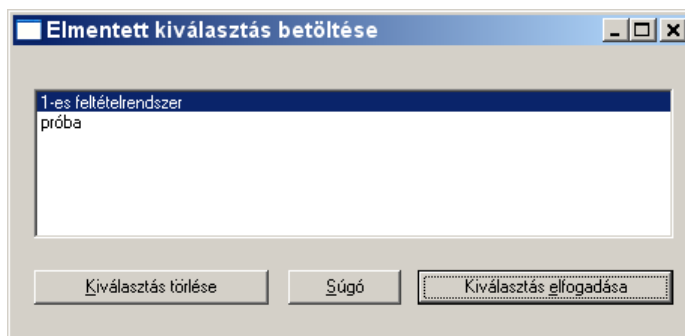 Elmentett kiválasztás betöltése
1-es feltételrendszer
próba
Kiválasztás törlése
Súgó
Kiválasztás elfogadása